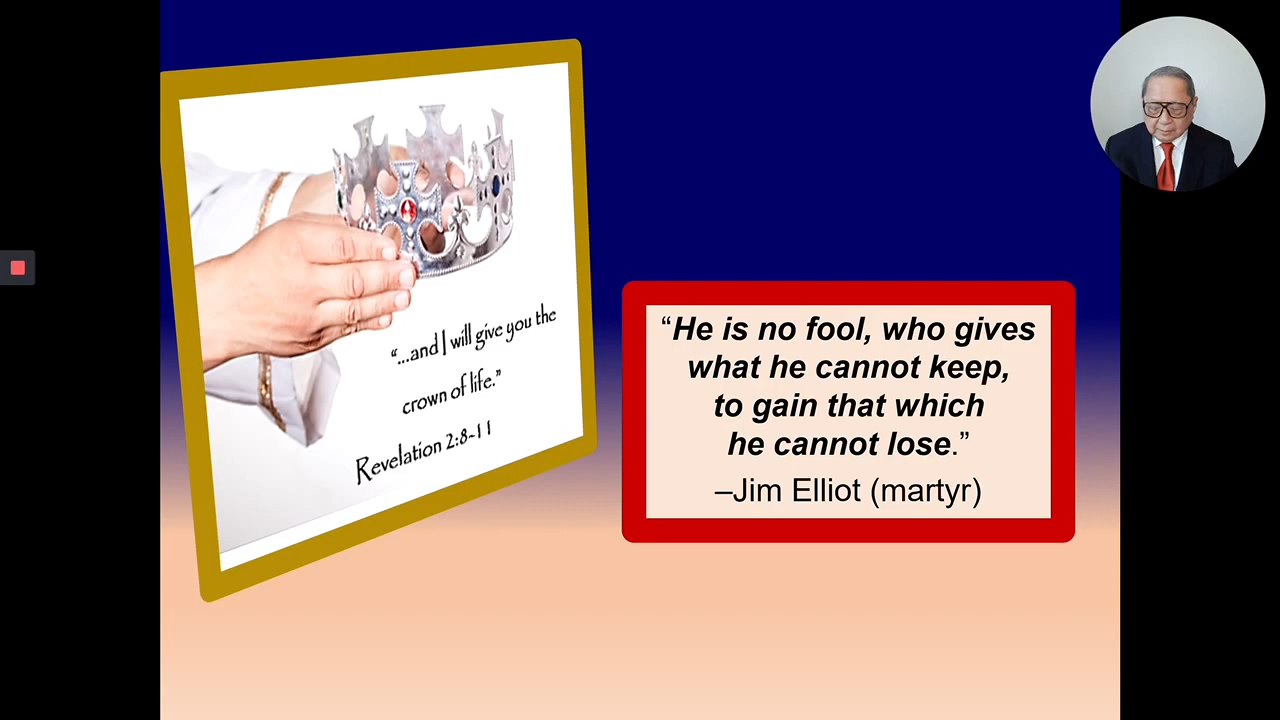 “...and I will give you the
crown of life.”
Revelation 2:8-11
“He is no fool, who gives
what he cannot keep,
to gain that which
he cannot lose.”
–Jim Elliot (martyr)